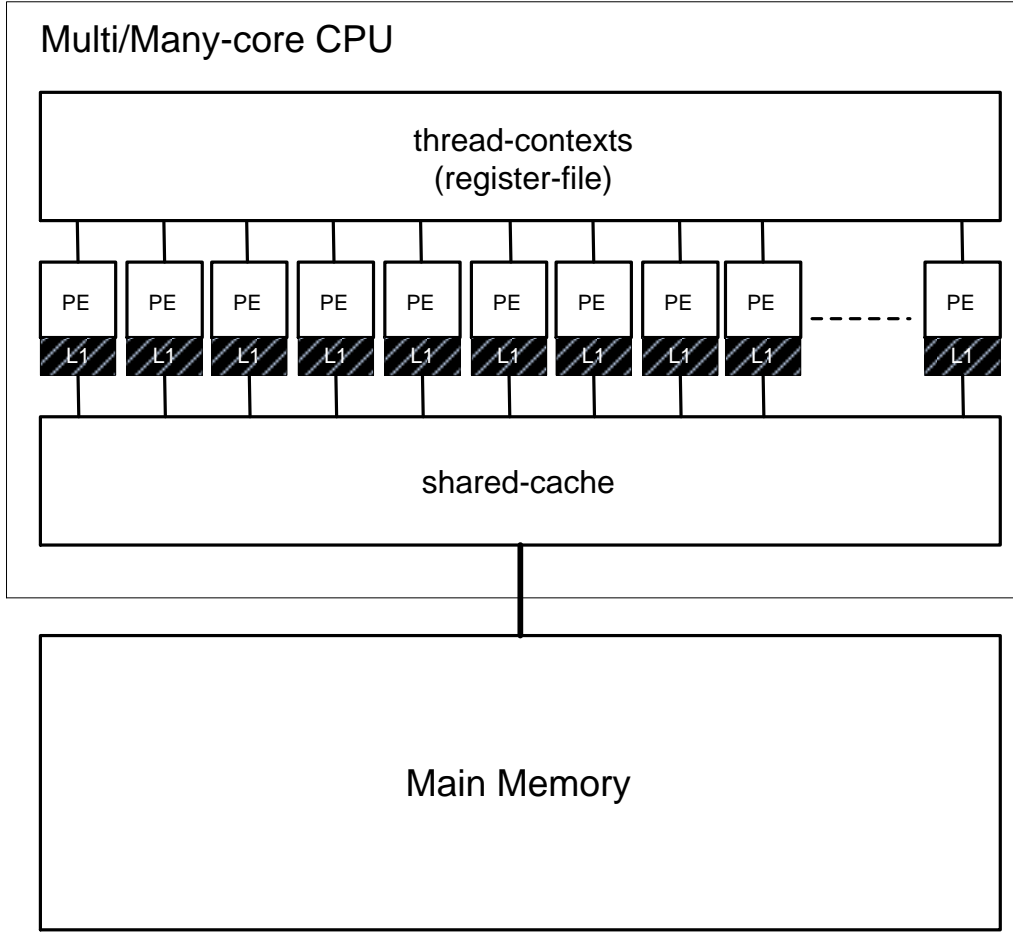 Multi/Many-core CPU
thread-contexts
(register-file)
PE PE PE PE PE PE PE PE PE PE
L1 L1 L1 L1 L1 L1 L1 L1 L1 L1
shared-cache
Main Memory